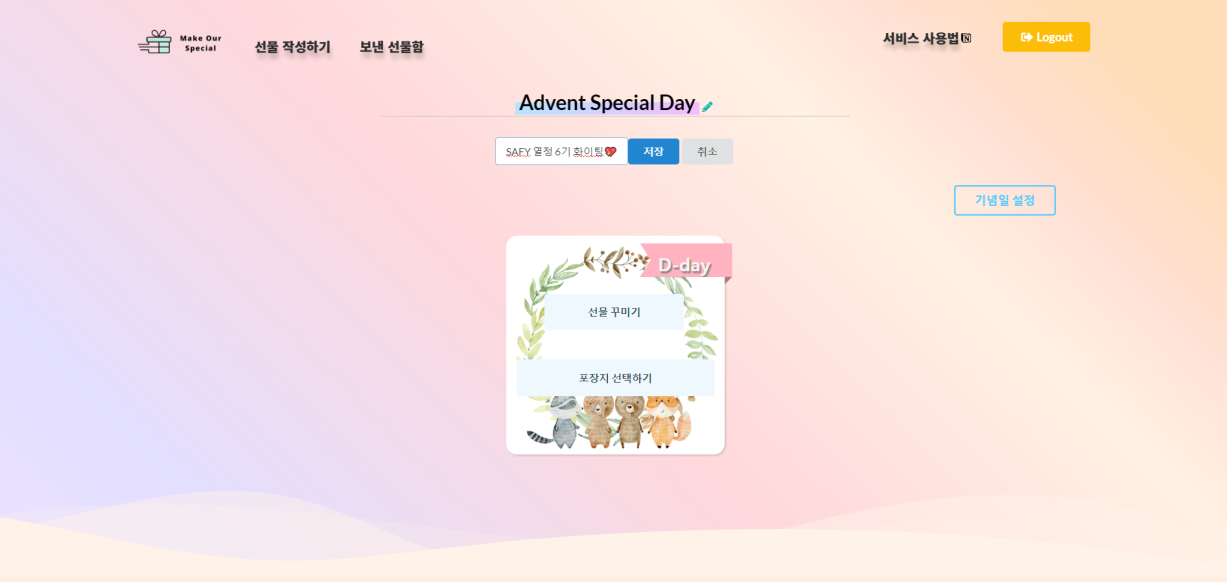 Make Our
Special
선물 작성하기
보낸 선물함
서비스 사용법
Logout
Advent Special Day
SAFY 열정 6기 화이팅💖
저장
취소
기념일 설정
D-day
선물 꾸미기
포장지 선택하기